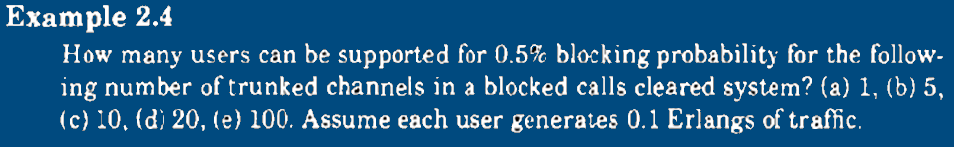 Example 2.4
How many users can be supported for 0.5% blocking probability for the follow-
ing number of trunked channels in a blocked calls cleared system? (a) 1, (b) 5,
(c) 10, (d) 20, (e) 100. Assume each user generates 0.1 Erlangs of traffic.